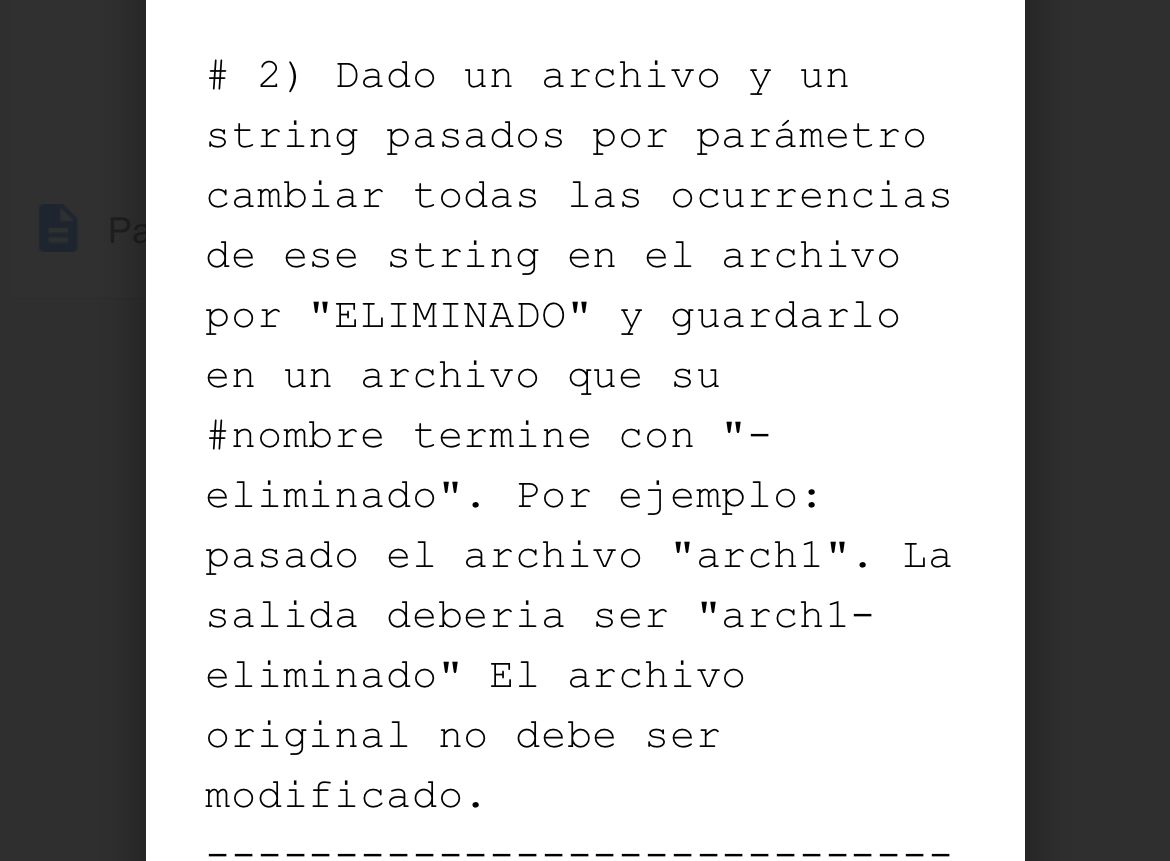 # 2) Dado un archivo y un
string pasados por parámetro
cambiar todas las ocurrencias
de ese string en el archivo
por "ELIMINADO" y guardarlo
en un archivo que su
#nombre termine con "-
eliminado". Por ejemplo:
pasado el archivo "arch1". La
salida deberia ser "arch1-
eliminado" El archivo
original no debe ser
modificado.
-----------------------------
Pa